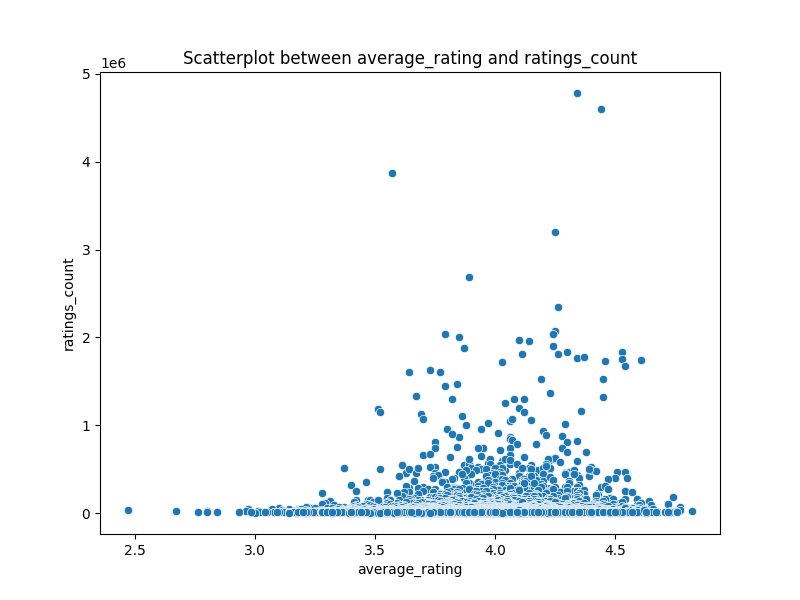 Scatterplot between average_rating and ratings_count
1e6
5
4
3
2
1
0
ratings_count
2.5 3.0 3.5 4.0 4.5
average_rating